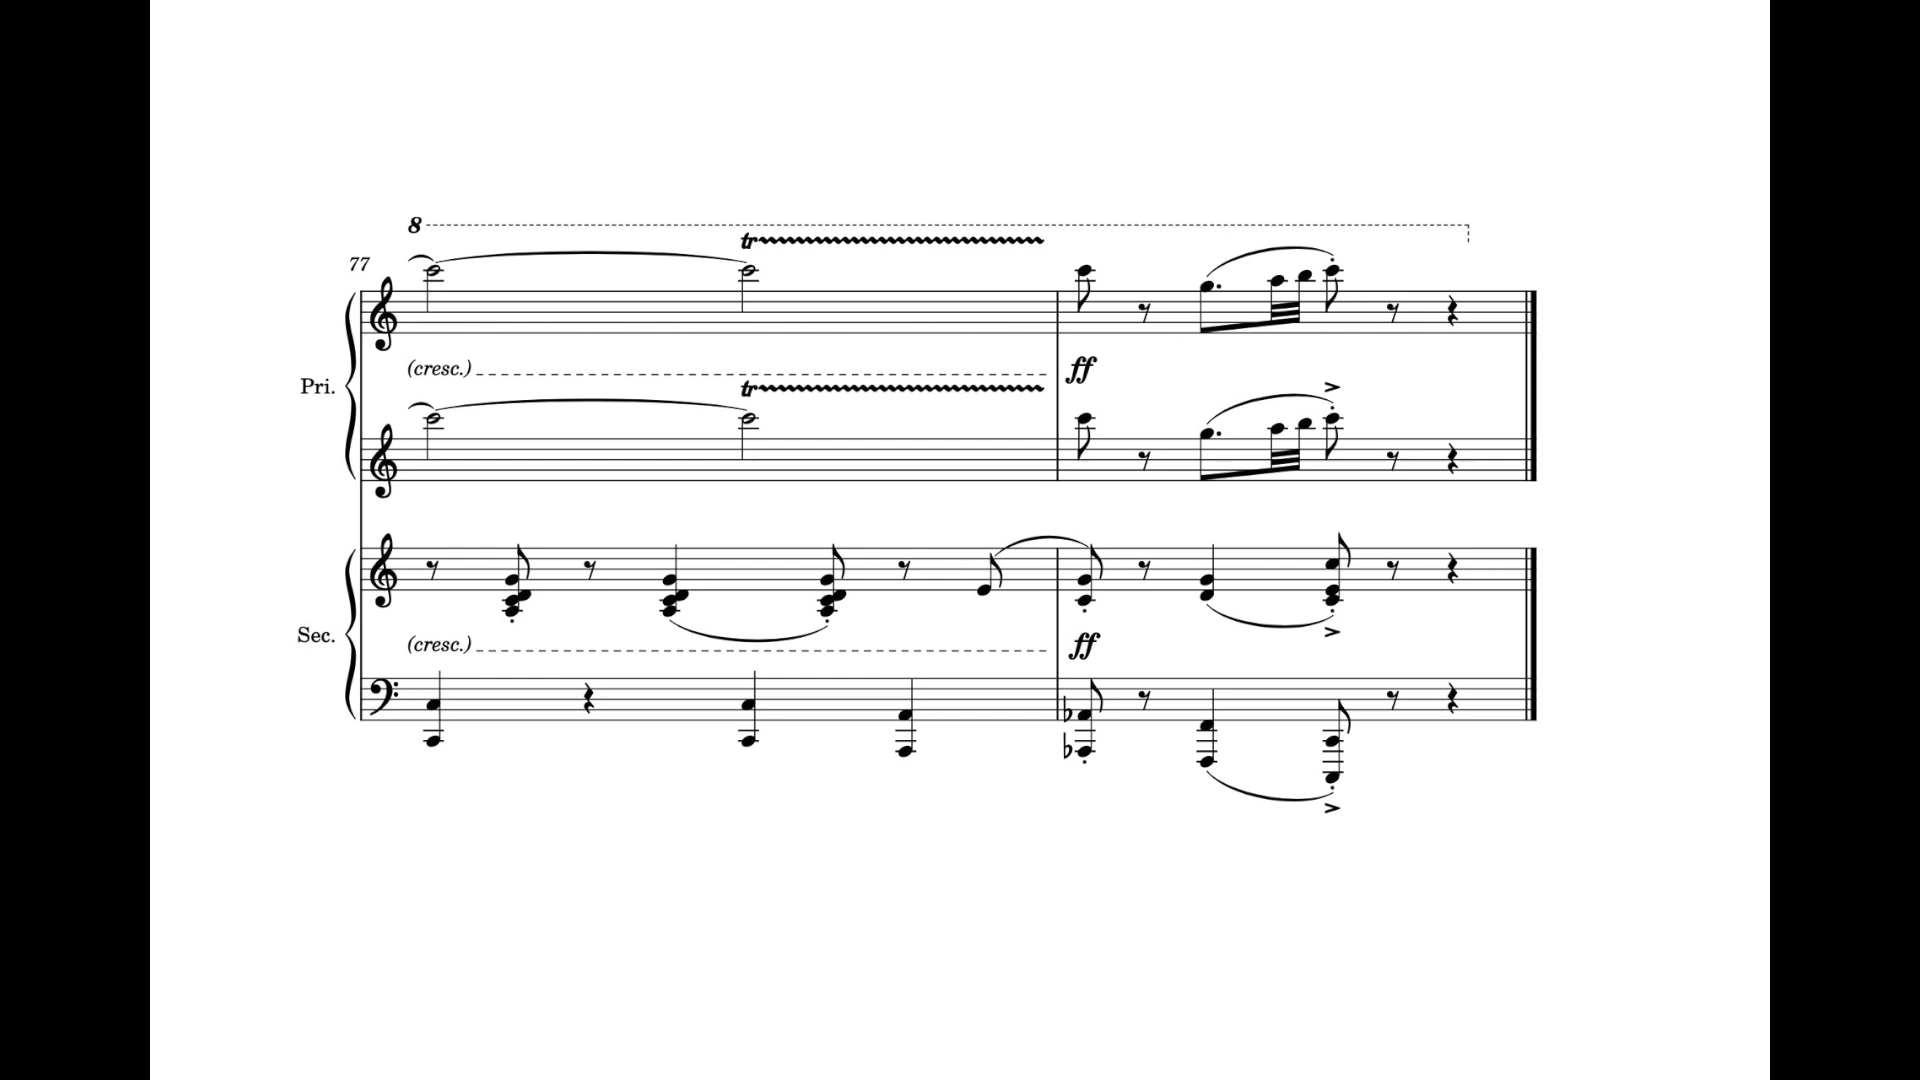 8
tr
77
(cresc.) ff
Pri.
tr
Sec.
(cresc.) ff